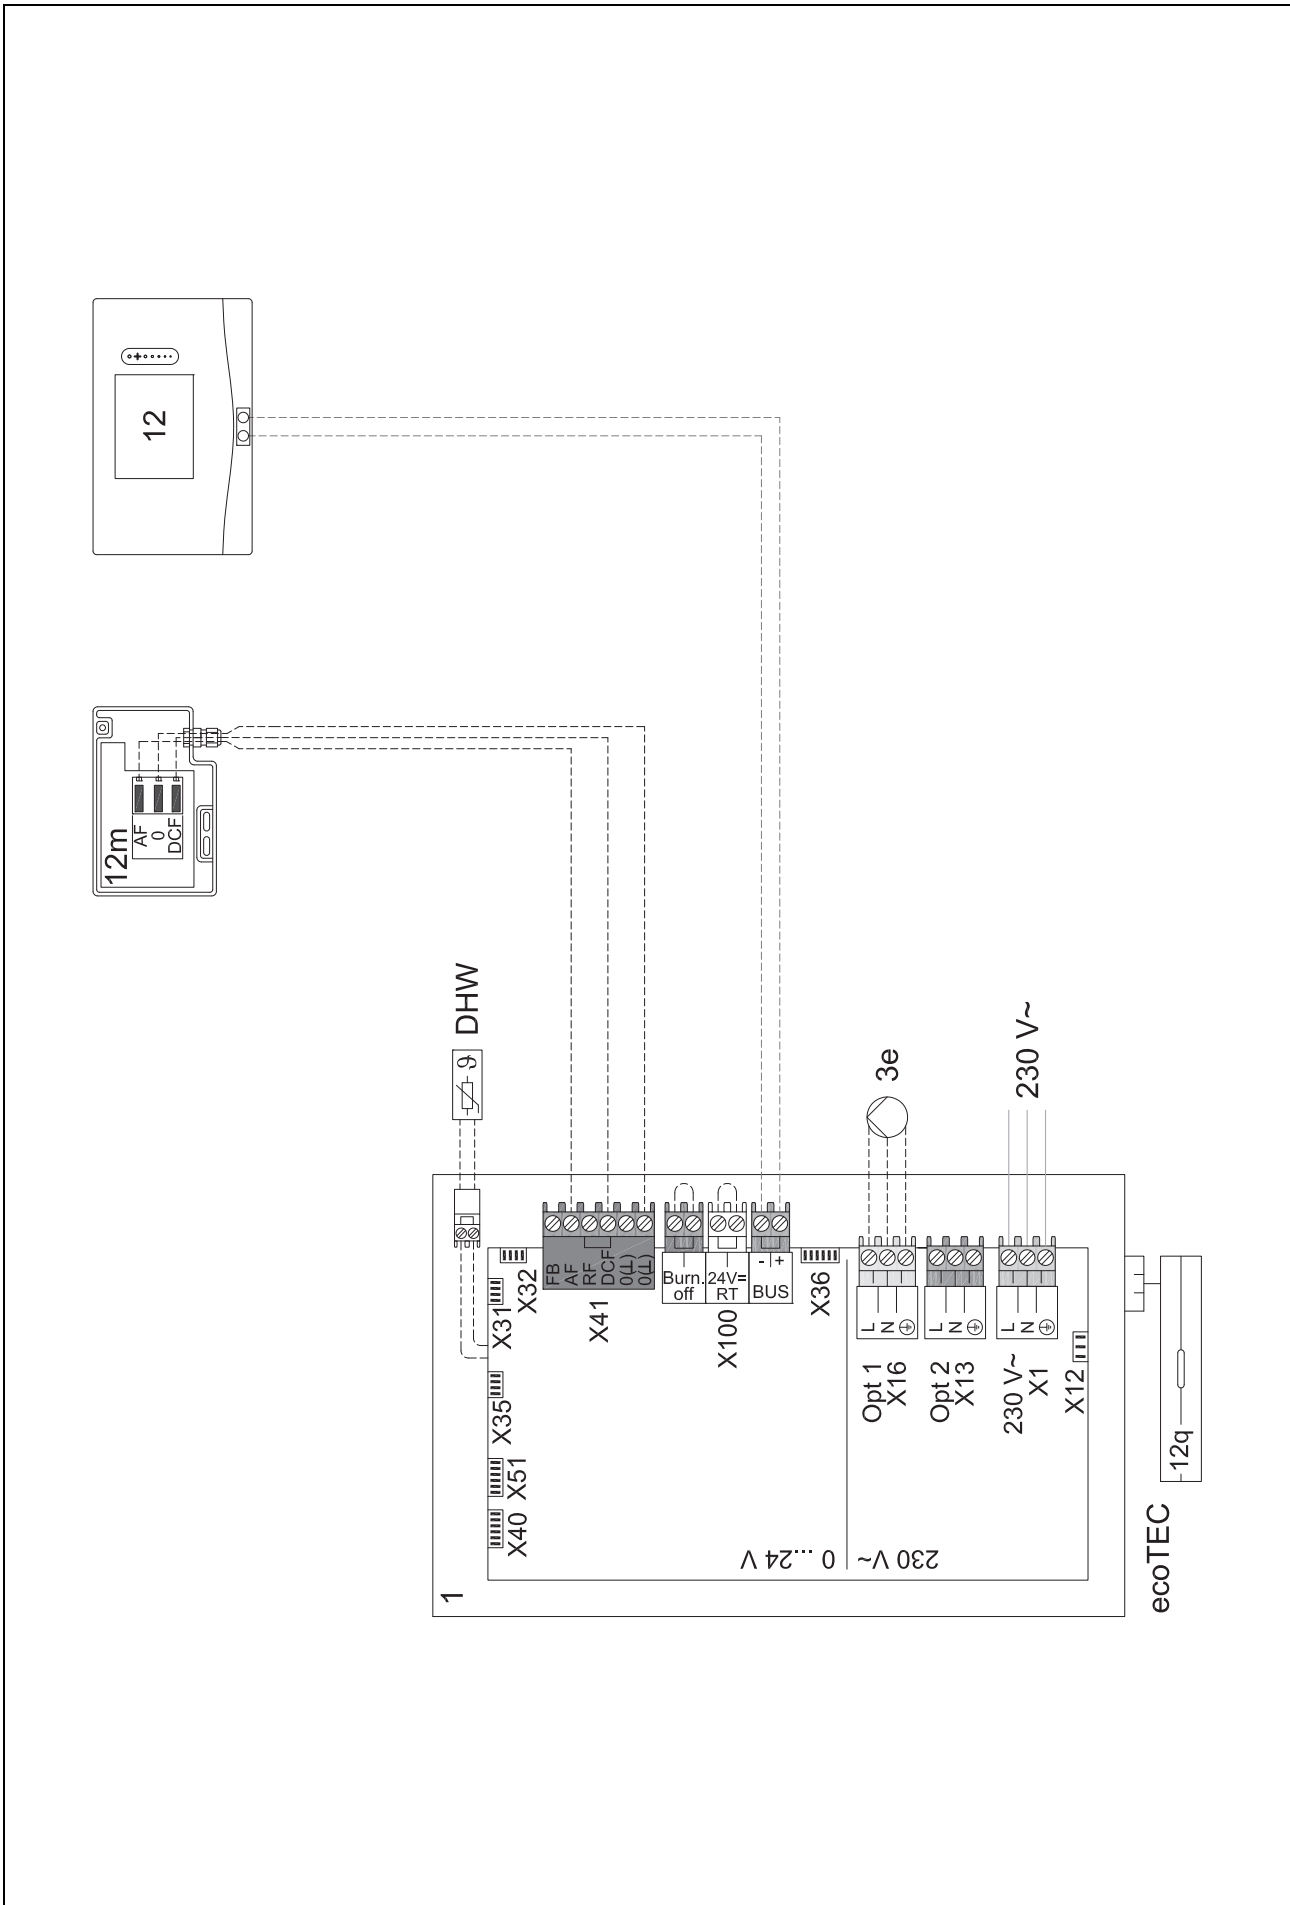 12
12m
AF
0
DCF
DHW
ϑ
3e
230 V~
1
X40
X51
X35
X31
X32
FB
AF
RF
DCF
0(⊥)
0(⊥)
X41
Burn.
off
24V=
RT
X100
- +
BUS
X36
L
N
Opt 1
X16
L
N
Opt 2
X13
L
N
230 V~
X1
X12
0 ...24 V
230 V~
ecoTEC
12q